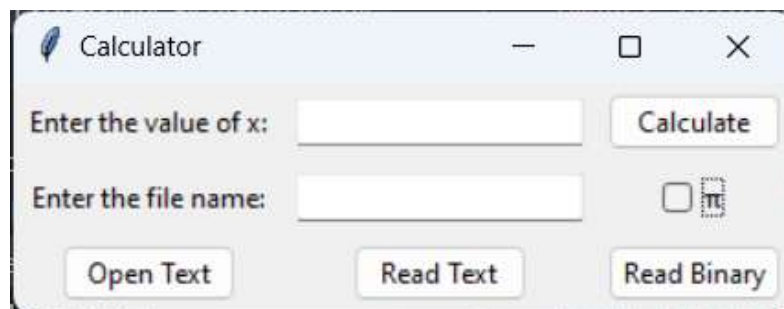 Calculator
Enter the value of x: Calculate
Enter the file name: π
Open Text Read Text Read Binary